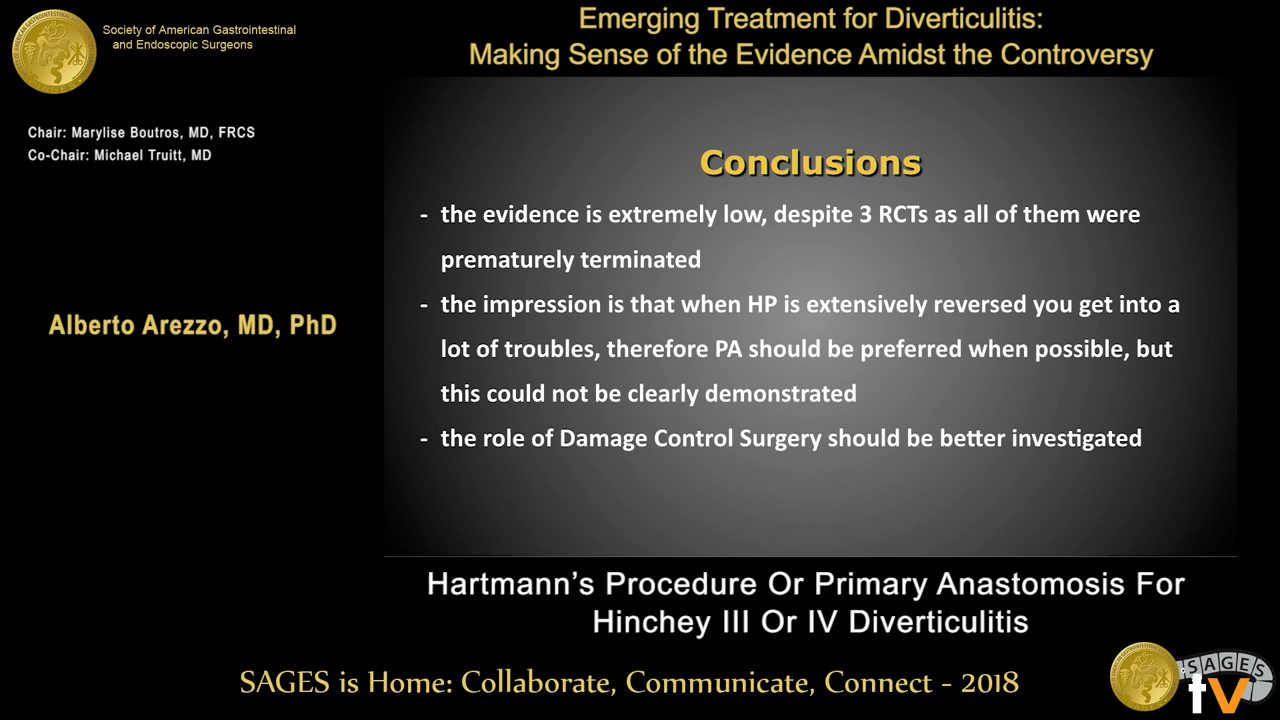 Society of American Gastrointestinal
and Endoscopic Surgeons
Emerging Treatment for Diverticulitis:
Making Sense of the Evidence Amidst the Controversy
Chair: Marylise Boutros, MD, FRCS
Co-Chair: Michael Truitt, MD
Alberto Arezzo, MD, PhD
Conclusions
- the evidence is extremely low, despite 3 RCTs as all of them were
prematurely terminated
- the impression is that when HP is extensively reversed you get into a
lot of troubles, therefore PA should be preferred when possible, but
this could not be clearly demonstrated
- the role of Damage Control Surgery should be better investigated
Hartmann's Procedure Or Primary Anastomosis For
Hinchey III Or IV Diverticulitis
SAGES is Home: Collaborate, Communicate, Connect - 2018
SAGES
tv